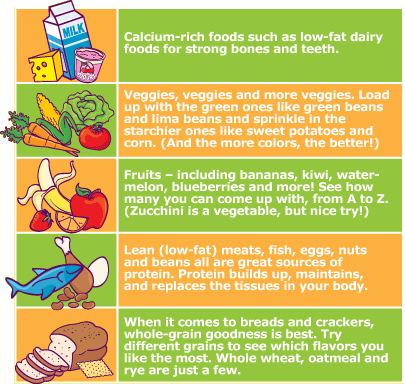 MILK
Calcium-rich foods such as low-fat dairy
foods for strong bones and teeth.
Veggies, veggies and more veggies. Load
up with the green ones like green beans
and lima beans and sprinkle in the
starchier ones like sweet potatoes and
corn. (And the more colors, the better!)
Fruits – including bananas, kiwi, water-
melon, blueberries and more! See how
many you can come up with, from A to Z.
(Zucchini is a vegetable, but nice try!)
Lean (low-fat) meats, fish, eggs, nuts
and beans all are great sources of
protein. Protein builds up, maintains,
and replaces the tissues in your body.
When it comes to breads and crackers,
whole-grain goodness is best. Try
different grains to see which flavors you
like the most. Whole wheat, oatmeal and
rye are just a few.